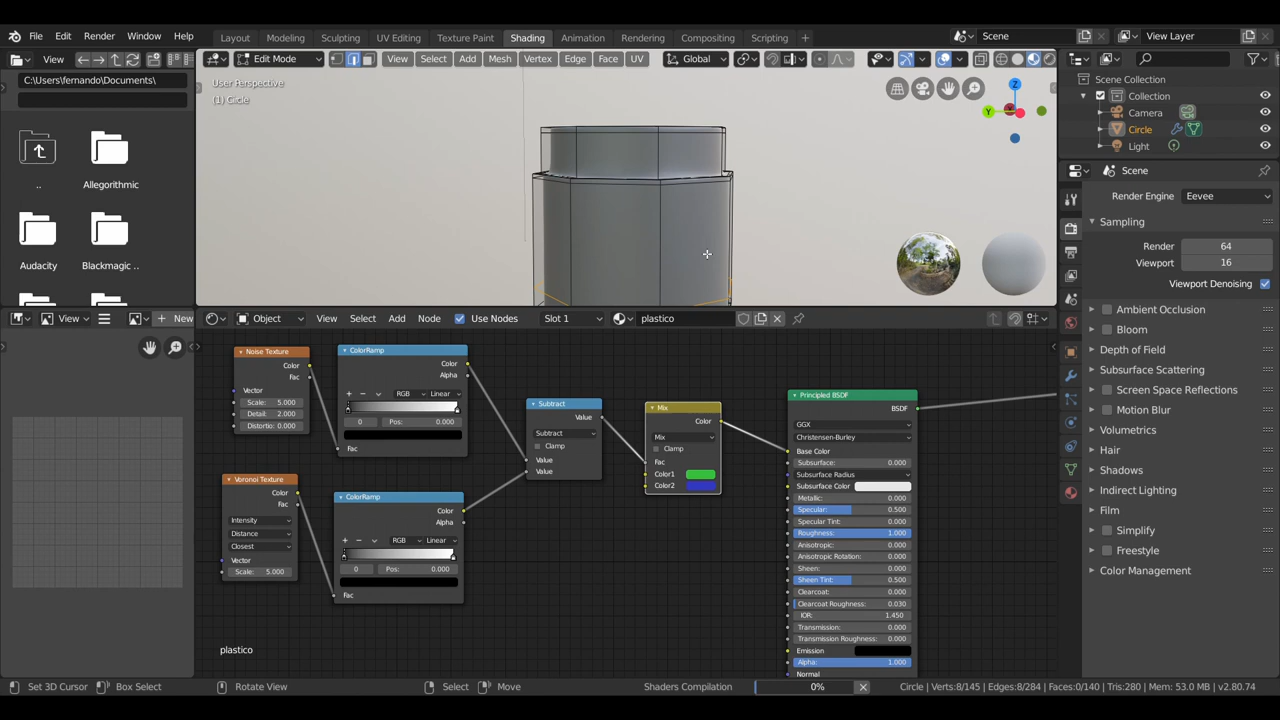 File Edit Render Window Help Layout Modeling Sculpting UV Editing Texture Paint Shading Animation Rendering Compositing Scripting + Scene View Layer
View Edit Mode View Select Add Mesh Vertex Edge Face UV Global
C:\Users\fernando\Documents\
User Perspective
(1) Circle
Z
Y
Scene Collection
Collection
Camera
Circle
Light
..
Allegorithmic
Audacity
Blackmagic ..
Scene
Render Engine Eevee
Sampling
Render 64
Viewport 16
Viewport Denoising
Ambient Occlusion
Bloom
Depth of Field
Subsurface Scattering
Screen Space Reflections
Motion Blur
Volumetrics
Hair
Shadows
Indirect Lighting
Film
Simplify
Freestyle
Color Management
View New Object View Select Add Node Use Nodes Slot 1 plastico
Noise Texture
Color
Fac
Vector
Scale: 5.000
Detail: 2.000
Distortio: 0.000
ColorRamp
Color
Alpha
+ − RGB Linear
0 Pos: 0.000
Fac
Voronoi Texture
Color
Fac
Intensity
Distance
Closest
Vector
Scale: 5.000
ColorRamp
Color
Alpha
+ − RGB Linear
0 Pos: 0.000
Fac
Subtract
Value
Subtract
Clamp
Value
Value
Mix
Color
Mix
Clamp
Fac
Color1
Color2
Principled BSDF
BSDF
GGX
Christensen-Burley
Base Color
Subsurface: 0.000
Subsurface Radius
Subsurface Color
Metallic: 0.000
Specular: 0.500
Specular Tint: 0.000
Roughness: 1.000
Anisotropic: 0.000
Anisotropic Rotation: 0.000
Sheen: 0.000
Sheen Tint: 0.500
Clearcoat: 0.000
Clearcoat Roughness: 0.030
IOR: 1.450
Transmission: 0.000
Transmission Roughness: 0.000
Emission
Alpha: 1.000
Normal
plastico
Set 3D Cursor Box Select Rotate View Select Move Shaders Compilation 0% Circle | Verts:8/145 | Edges:8/284 | Faces:0/140 | Tris:280 | Mem: 53.0 MB | v2.80.74